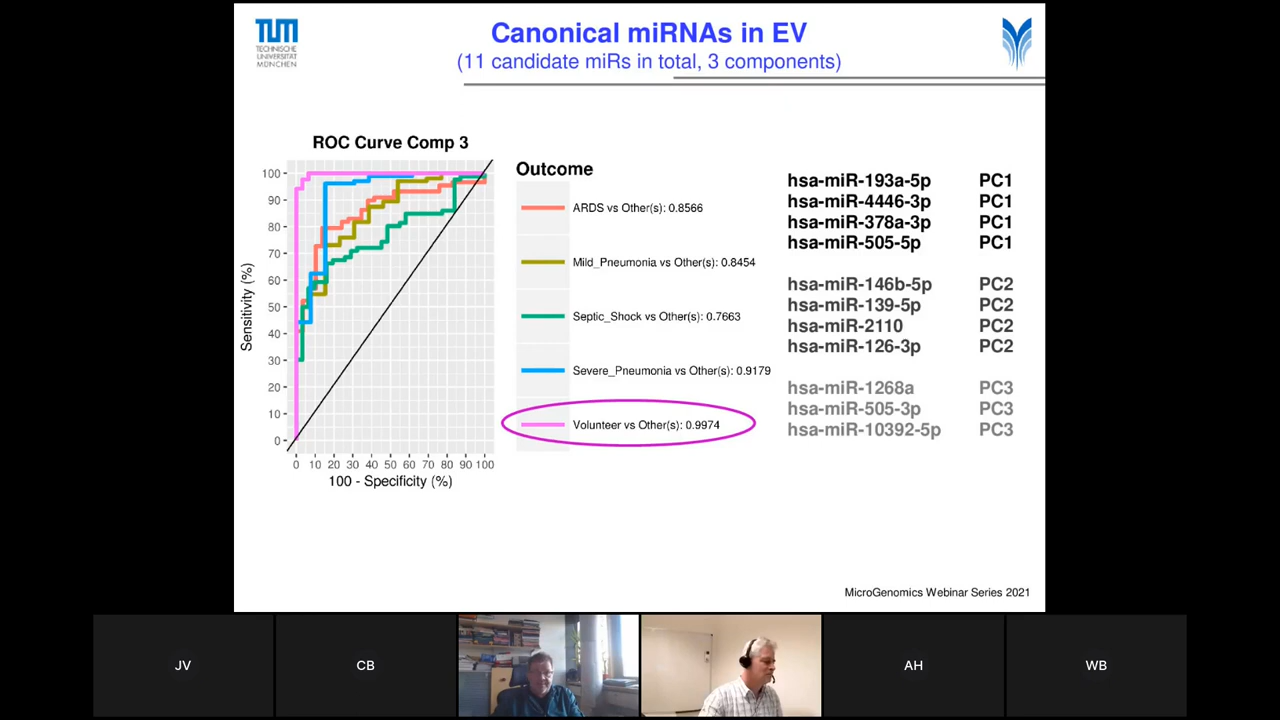 TUM
TECHNISCHE
UNIVERSITÄT
MÜNCHEN
Canonical miRNAs in EV
(11 candidate miRs in total, 3 components)
ROC Curve Comp 3
100
90
80
70
60
50
40
30
20
10
0
Sensitivity (%)
0 10 20 30 40 50 60 70 80 90 100
100 - Specificity (%)
Outcome
ARDS vs Other(s): 0.8566
Mild_Pneumonia vs Other(s): 0.8454
Septic_Shock vs Other(s): 0.7663
Severe_Pneumonia vs Other(s): 0.9179
Volunteer vs Other(s): 0.9974
hsa-miR-193a-5p PC1
hsa-miR-4446-3p PC1
hsa-miR-378a-3p PC1
hsa-miR-505-5p PC1
hsa-miR-146b-5p PC2
hsa-miR-139-5p PC2
hsa-miR-2110 PC2
hsa-miR-126-3p PC2
hsa-miR-1268a PC3
hsa-miR-505-3p PC3
hsa-miR-10392-5p PC3
MicroGenomics Webinar Series 2021
JV
CB
AH
WB